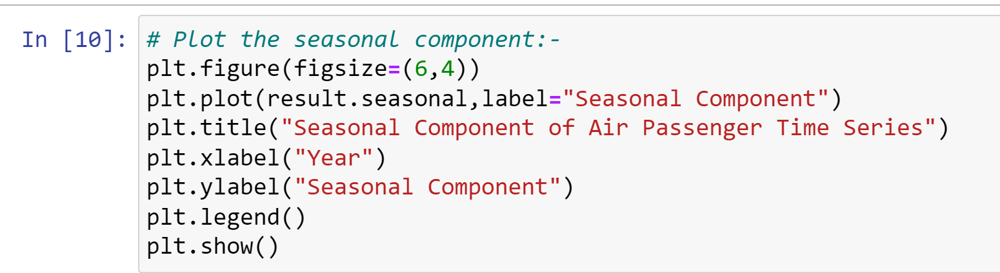 In [10]: # Plot the seasonal component:-
plt.figure(figsize=(6,4))
plt.plot(result.seasonal,label="Seasonal Component")
plt.title("Seasonal Component of Air Passenger Time Series")
plt.xlabel("Year")
plt.ylabel("Seasonal Component")
plt.legend()
plt.show()